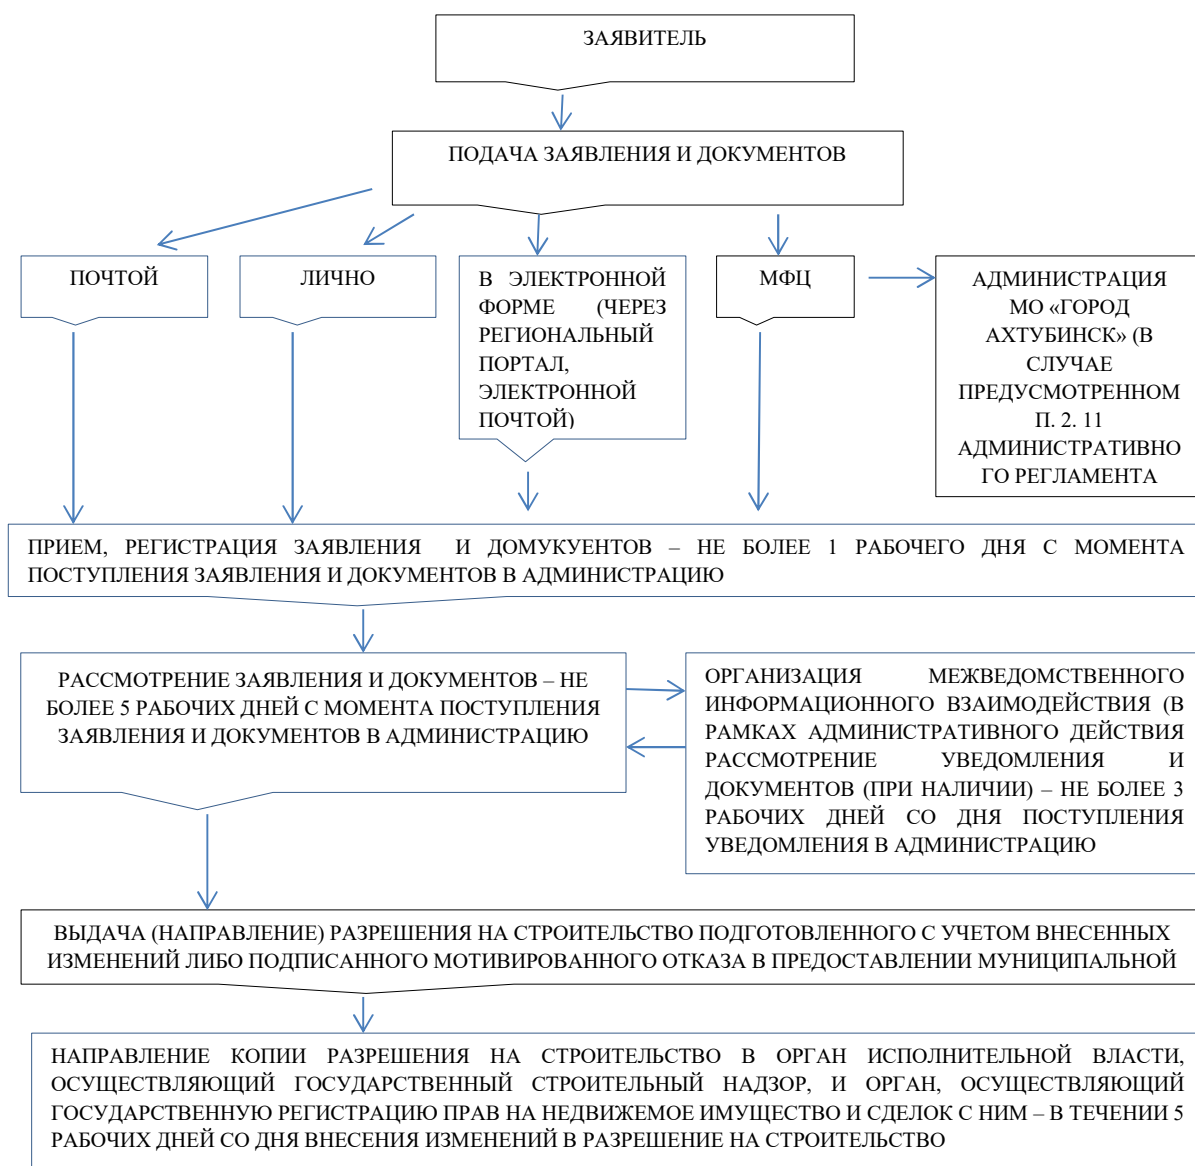 ЗАЯВИТЕЛЬ
ПОДАЧА ЗАЯВЛЕНИЯ И ДОКУМЕНТОВ
ПОЧТОЙ
ЛИЧНО
В ЭЛЕКТРОННОЙ
ФОРМЕ (ЧЕРЕЗ
РЕГИОНАЛЬНЫЙ
ПОРТАЛ,
ЭЛЕКТРОННОЙ
ПОЧТОЙ)
МФЦ
АДМИНИСТРАЦИЯ
МО «ГОРОД
АХТУБИНСК» (В
СЛУЧАЕ
ПРЕДУСМОТРЕННОМ
П. 2. 11
АДМИНИСТРАТИВНО
ГО РЕГЛАМЕНТА
ПРИЕМ, РЕГИСТРАЦИЯ ЗАЯВЛЕНИЯ И ДОМУКУЕНТОВ – НЕ БОЛЕЕ 1 РАБОЧЕГО ДНЯ С МОМЕНТА
ПОСТУПЛЕНИЯ ЗАЯВЛЕНИЯ И ДОКУМЕНТОВ В АДМИНИСТРАЦИЮ
РАССМОТРЕНИЕ ЗАЯВЛЕНИЯ И ДОКУМЕНТОВ – НЕ
БОЛЕЕ 5 РАБОЧИХ ДНЕЙ С МОМЕНТА ПОСТУПЛЕНИЯ
ЗАЯВЛЕНИЯ И ДОКУМЕНТОВ В АДМИНИСТРАЦИЮ
ОРГАНИЗАЦИЯ МЕЖВЕДОМСТВЕННОГО
ИНФОРМАЦИОННОГО ВЗАИМОДЕЙСТВИЯ (В
РАМКАХ АДМИНИСТРАТИВНОГО ДЕЙСТВИЯ
РАССМОТРЕНИЕ УВЕДОМЛЕНИЯ И
ДОКУМЕНТОВ (ПРИ НАЛИЧИИ) – НЕ БОЛЕЕ 3
РАБОЧИХ ДНЕЙ СО ДНЯ ПОСТУПЛЕНИЯ
УВЕДОМЛЕНИЯ В АДМИНИСТРАЦИЮ
ВЫДАЧА (НАПРАВЛЕНИЕ) РАЗРЕШЕНИЯ НА СТРОИТЕЛЬСТВО ПОДГОТОВЛЕННОГО С УЧЕТОМ ВНЕСЕННЫХ
ИЗМЕНЕНИЙ ЛИБО ПОДПИСАННОГО МОТИВИРОВАННОГО ОТКАЗА В ПРЕДОСТАВЛЕНИИ МУНИЦИПАЛЬНОЙ
НАПРАВЛЕНИЕ КОПИИ РАЗРЕШЕНИЯ НА СТРОИТЕЛЬСТВО В ОРГАН ИСПОЛНИТЕЛЬНОЙ ВЛАСТИ,
ОСУЩЕСТВЛЯЮЩИЙ ГОСУДАРСТВЕННЫЙ СТРОИТЕЛЬНЫЙ НАДЗОР, И ОРГАН, ОСУЩЕСТВЛЯЮЩИЙ
ГОСУДАРСТВЕННУЮ РЕГИСТРАЦИЮ ПРАВ НА НЕДВИЖЕМОЕ ИМУЩЕСТВО И СДЕЛОК С НИМ – В ТЕЧЕНИИ 5
РАБОЧИХ ДНЕЙ СО ДНЯ ВНЕСЕНИЯ ИЗМЕНЕНИЙ В РАЗРЕШЕНИЕ НА СТРОИТЕЛЬСТВО